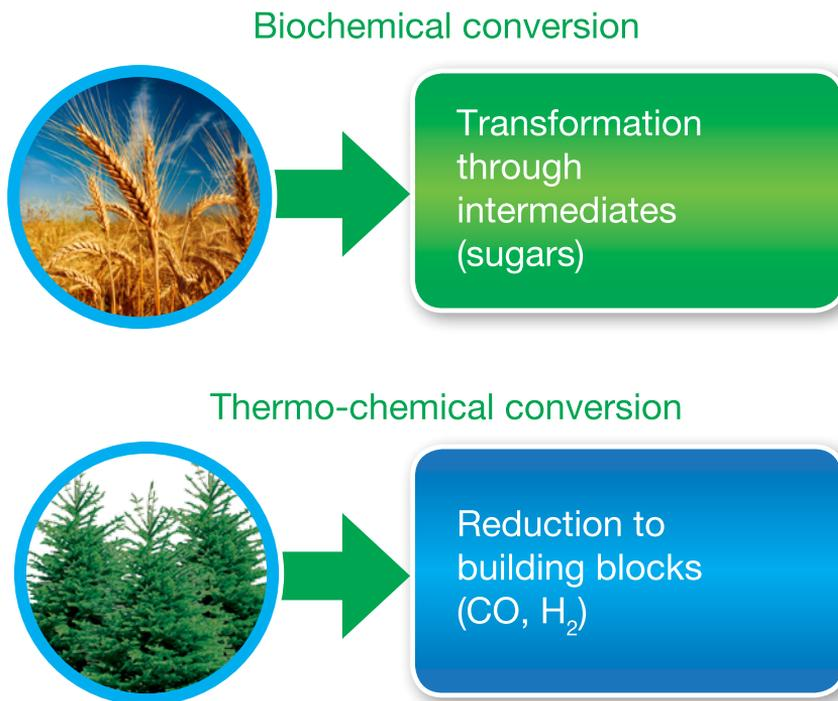 Biochemical conversion
Transformation
through
intermediates
(sugars)
Thermo-chemical conversion
Reduction to
building blocks
(CO, H₂)